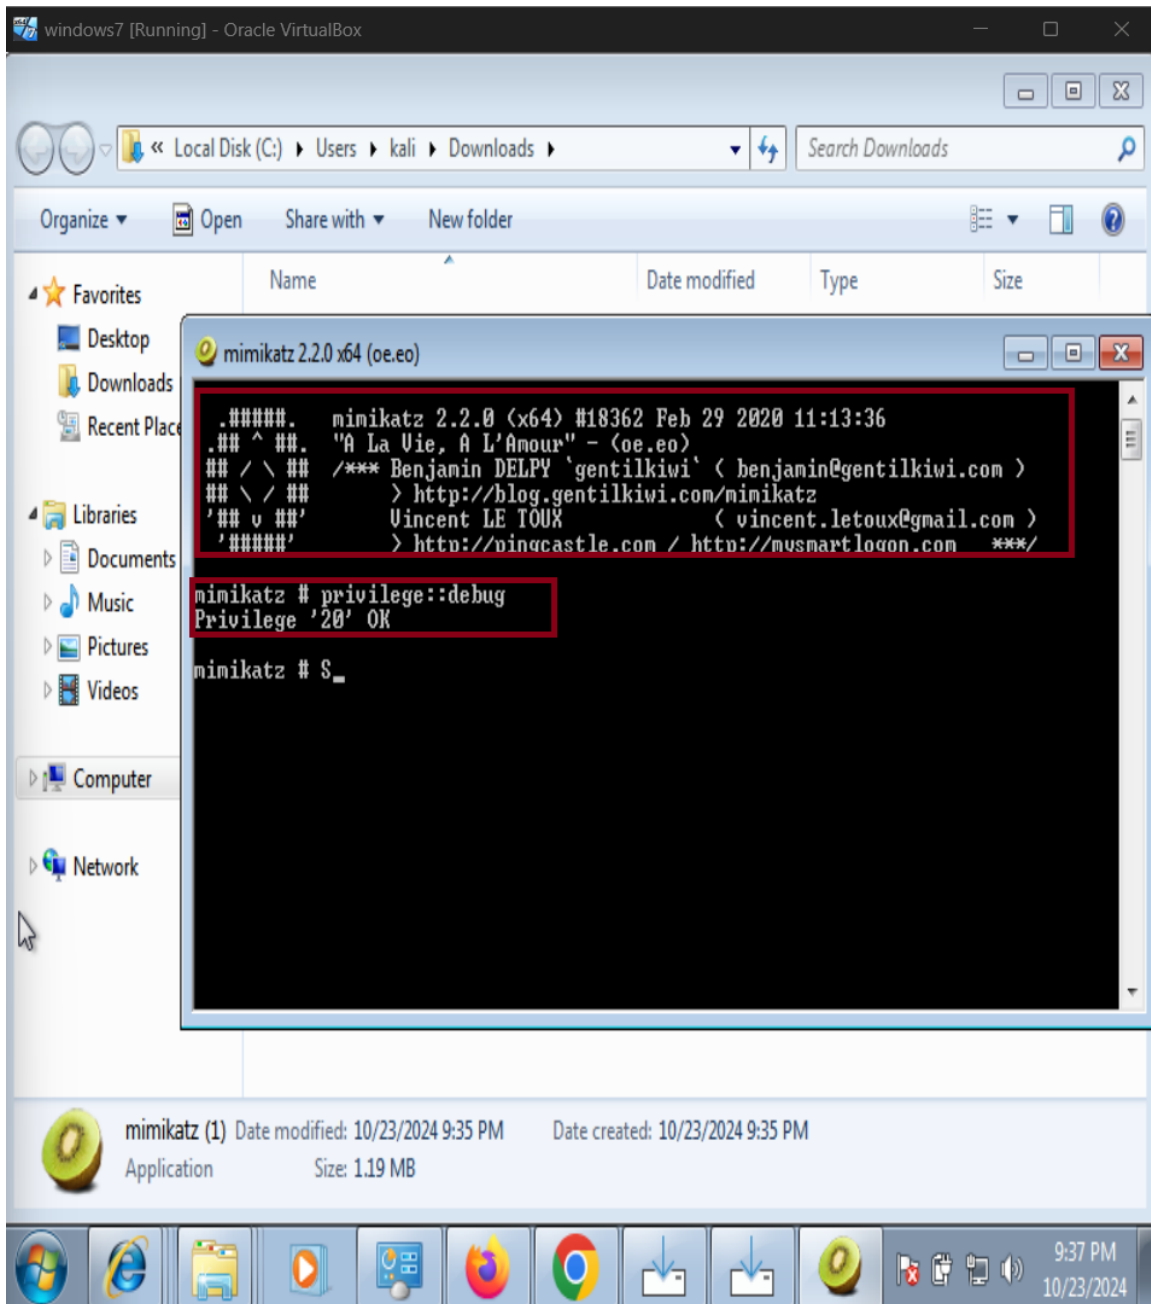 windows7 [Running] - Oracle VirtualBox
« Local Disk (C:) Users kali Downloads
Search Downloads
Organize Open Share with New folder
Name Date modified Type Size
Favorites
Desktop
Downloads
Recent Place
Libraries
Documents
Music
Pictures
Videos
Computer
Network
mimikatz 2.2.0 x64 (oe.eo)
.#####. mimikatz 2.2.0 (x64) #18362 Feb 29 2020 11:13:36
.## ^ ##. "A La Vie, A L'Amour" - (oe.eo)
## / \ ## /*** Benjamin DELPY `gentilkiwi` ( benjamin@gentilkiwi.com )
## \ / ## > http://blog.gentilkiwi.com/mimikatz
'## v ##' Vincent LE TOUX ( vincent.letoux@gmail.com )
'#####' > http://pingcastle.com / http://mysmartlogon.com ***/
mimikatz # privilege::debug
Privilege '20' OK
mimikatz # S_
mimikatz (1) Date modified: 10/23/2024 9:35 PM Date created: 10/23/2024 9:35 PM
Application Size: 1.19 MB
9:37 PM
10/23/2024